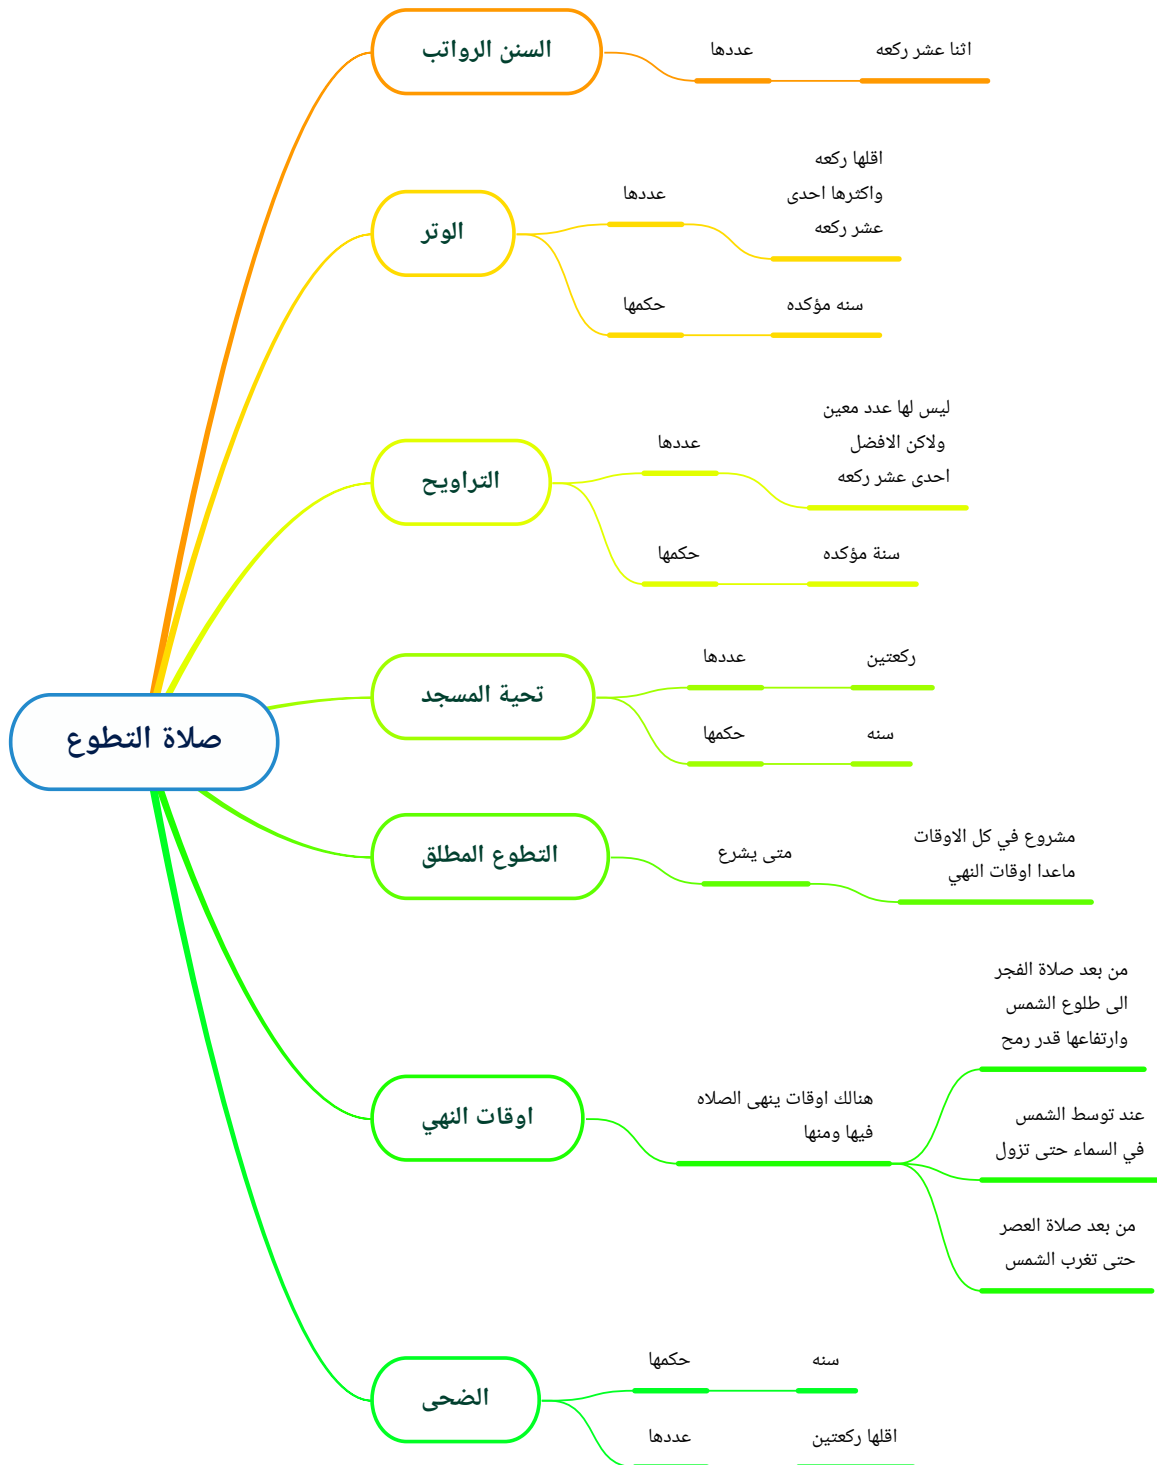 صلاة التطوع
السنن الرواتب
عددها
اثنا عشر ركعه
الوتر
عددها
اقلها ركعه
واكثرها احدى
عشر ركعه
حكمها
سنه مؤكده
التراويح
عددها
ليس لها عدد معين
ولاكن الافضل
احدى عشر ركعه
حكمها
سنة مؤكده
تحية المسجد
عددها
ركعتين
حكمها
سنه
التطوع المطلق
متى يشرع
مشروع في كل الاوقات
ماعدا اوقات النهي
اوقات النهي
هنالك اوقات ينهى الصلاه
فيها ومنها
من بعد صلاة الفجر
الى طلوع الشمس
وارتفاعها قدر رمح
عند توسط الشمس
في السماء حتى تزول
من بعد صلاة العصر
حتى تغرب الشمس
الضحى
حكمها
سنه
عددها
اقلها ركعتين